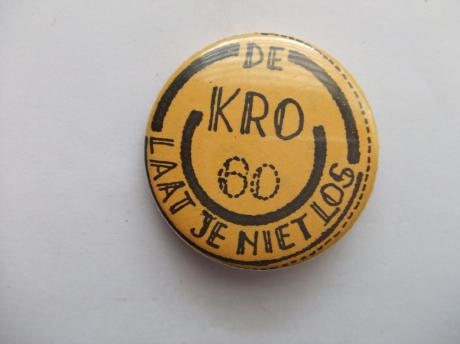 DE
KRO
60
LAAT JE NIET LOS